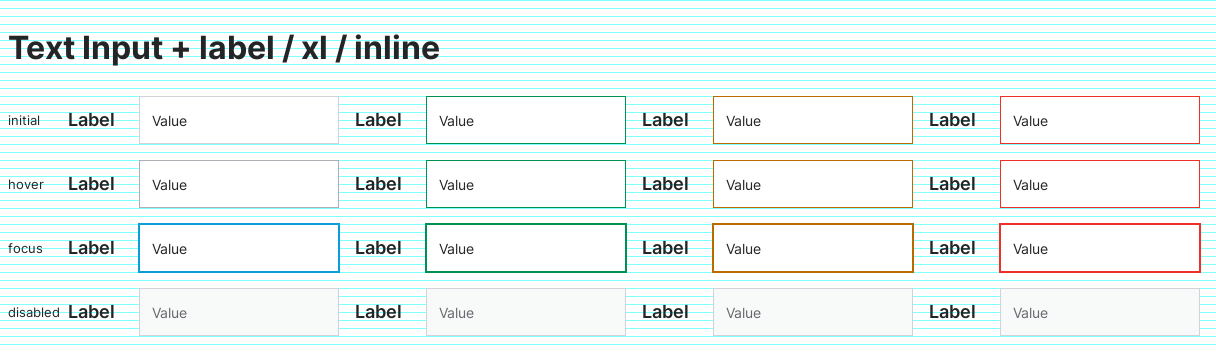 Text Input + label / xl / inline
initial Label Value Label Value Label Value Label Value
hover Label Value Label Value Label Value Label Value
focus Label Value Label Value Label Value Label Value
disabled Label Value Label Value Label Value Label Value